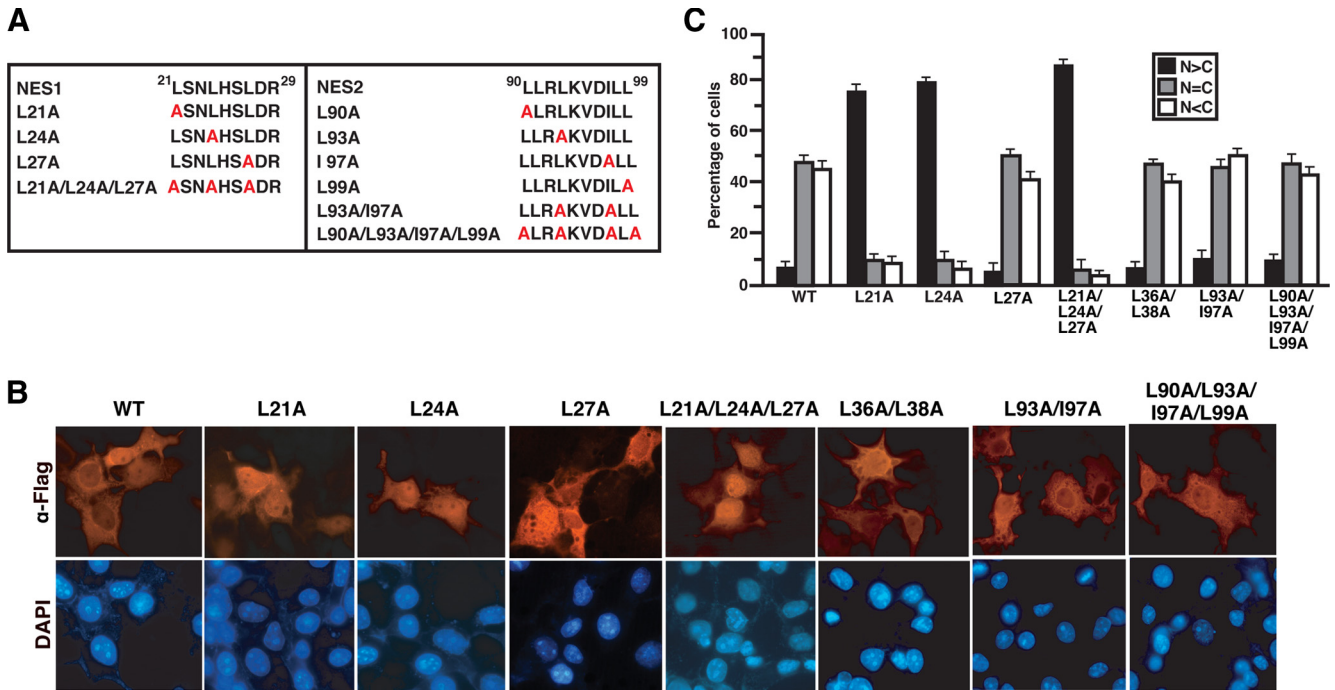 A
NES1 21LSNLHSLDR29
L21A ASNLHSLDR
L24A LSNAHSLDR
L27A LSNLHSADR
L21A/L24A/L27A ASNAHSADR
NES2 90LLRLKVDILL99
L90A ALRLKVDILL
L93A LLRAKVDILL
I 97A LLRLKVDALL
L99A LLRLKVDILA
L93A/I97A LLRAKVDALL
L90A/L93A/I97A/L99A ALRAKVDALA
C
Percentage of cells
100
80
60
40
20
0
N>C
N=C
N<C
WT
L21A
L24A
L27A
L21A/
L24A/
L27A
L36A/
L38A
L93A/
I97A
L90A/
L93A/
I97A/
L99A
B
WT L21A L24A L27A L21A/L24A/L27A L36A/L38A L93A/I97A
L90A/L93A/
I97A/L99A
α-Flag
DAPI